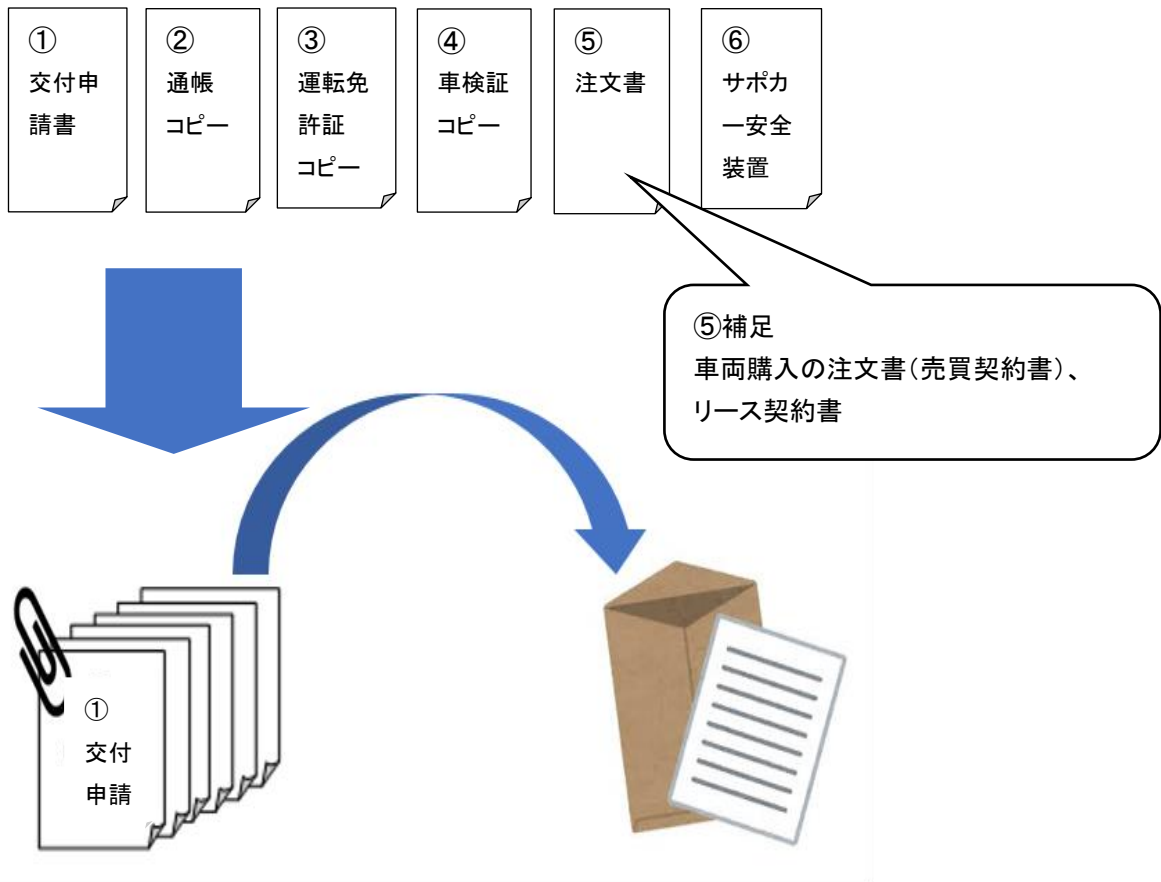 ①
交付申
請書
②
通帳
コピー
③
運転免
許証
コピー
④
車検証
コピー
⑤
注文書
⑥
サポカ
ー安全
装置
⑤補足
車両購入の注文書(売買契約書)、
リース契約書
①
交付
申請